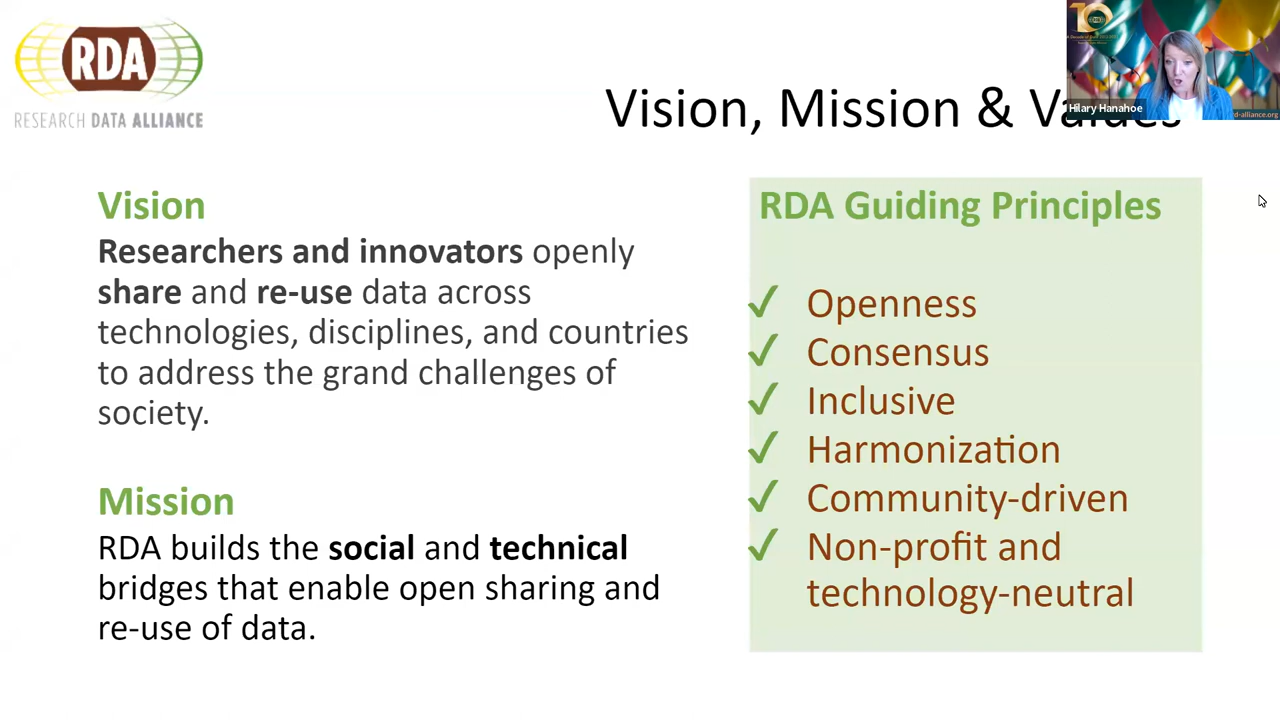 RDA
RESEARCH DATA ALLIANCE
Vision, Mission & Values
Hilary Hanahoe
d-alliance.org
Vision
Researchers and innovators openly
share and re-use data across
technologies, disciplines, and countries
to address the grand challenges of
society.
Mission
RDA builds the social and technical
bridges that enable open sharing and
re-use of data.
RDA Guiding Principles
✓ Openness
✓ Consensus
✓ Inclusive
✓ Harmonization
✓ Community-driven
✓ Non-profit and
technology-neutral